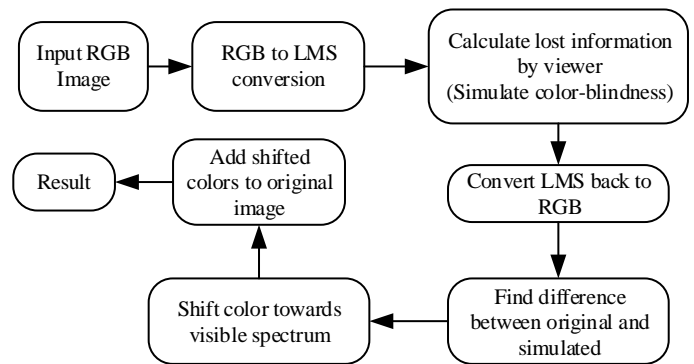 Input RGB
Image
RGB to LMS
conversion
Calculate lost information
by viewer
(Simulate color-blindness)
Convert LMS back to
RGB
Find difference
between original and
simulated
Shift color towards
visible spectrum
Add shifted
colors to original
image
Result